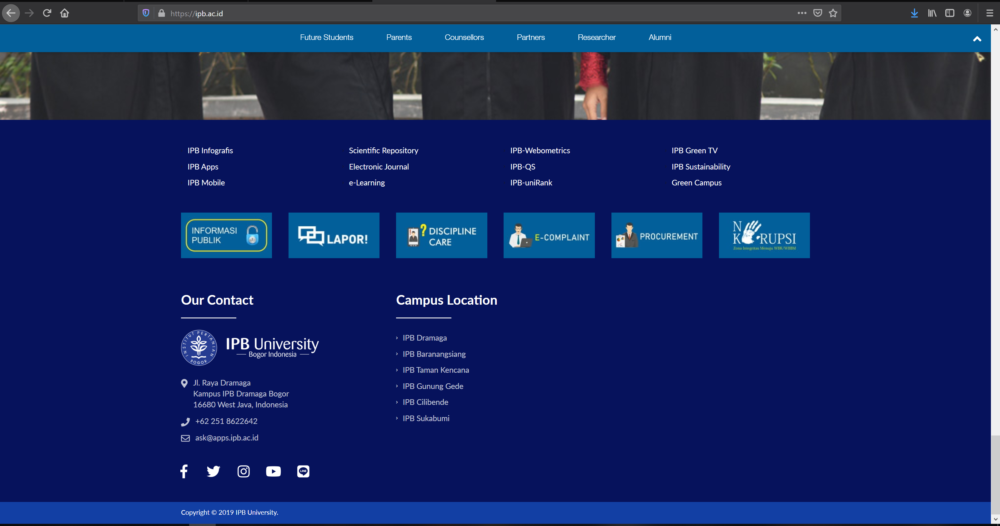 https://ipb.ac.id
Future Students Parents Counsellors Partners Researcher Alumni
IPB Infografis
IPB Apps
IPB Mobile
Scientific Repository
Electronic Journal
e-Learning
IPB-Webometrics
IPB-QS
IPB-uniRank
IPB Green TV
IPB Sustainability
Green Campus
INFORMASI
PUBLIK
LAPOR!
? DISCIPLINE
CARE
E-COMPLAINT
PROCUREMENT
N
K RUPSI
Zona Integritas Menuju WBK/WBBM
Our Contact
INSTITUT PERTANIAN
BOGOR
IPB University
Bogor Indonesia
Jl. Raya Dramaga
Kampus IPB Dramaga Bogor
16680 West Java, Indonesia
+62 251 8622642
ask@apps.ipb.ac.id
LINE
Campus Location
IPB Dramaga
IPB Baranangsiang
IPB Taman Kencana
IPB Gunung Gede
IPB Cilibende
IPB Sukabumi
Copyright © 2019 IPB University.